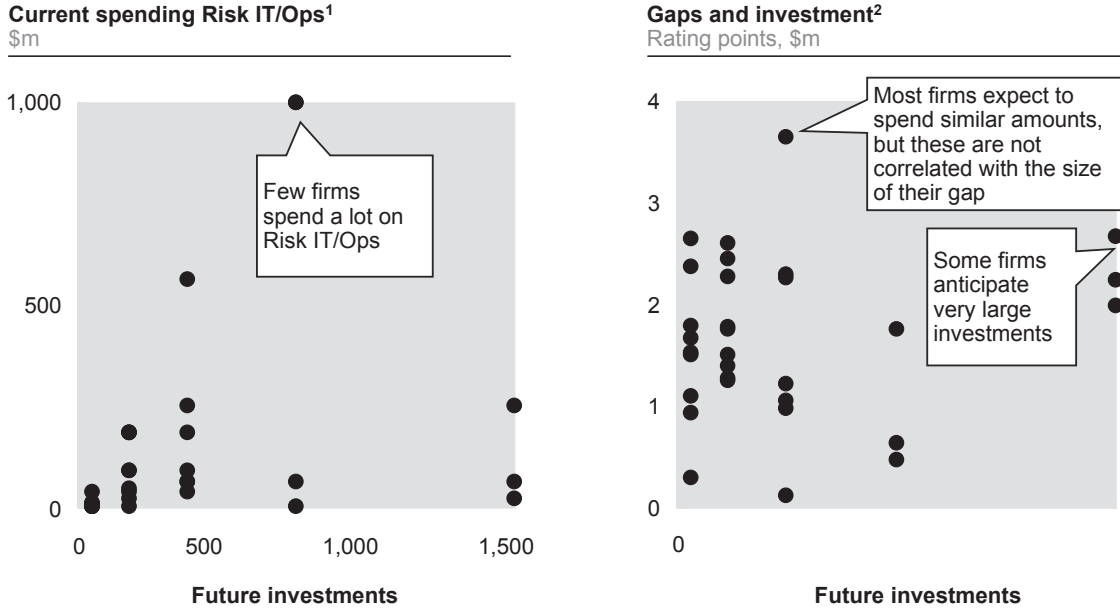 Current spending Risk IT/Ops¹
$m
1,000
500
0
0 500 1,000 1,500
Future investments
Few firms
spend a lot on
Risk IT/Ops
Gaps and investment²
Rating points, $m
4
3
2
1
0
0
Future investments
Most firms expect to
spend similar amounts,
but these are not
correlated with the size
of their gap
Some firms
anticipate
very large
investments